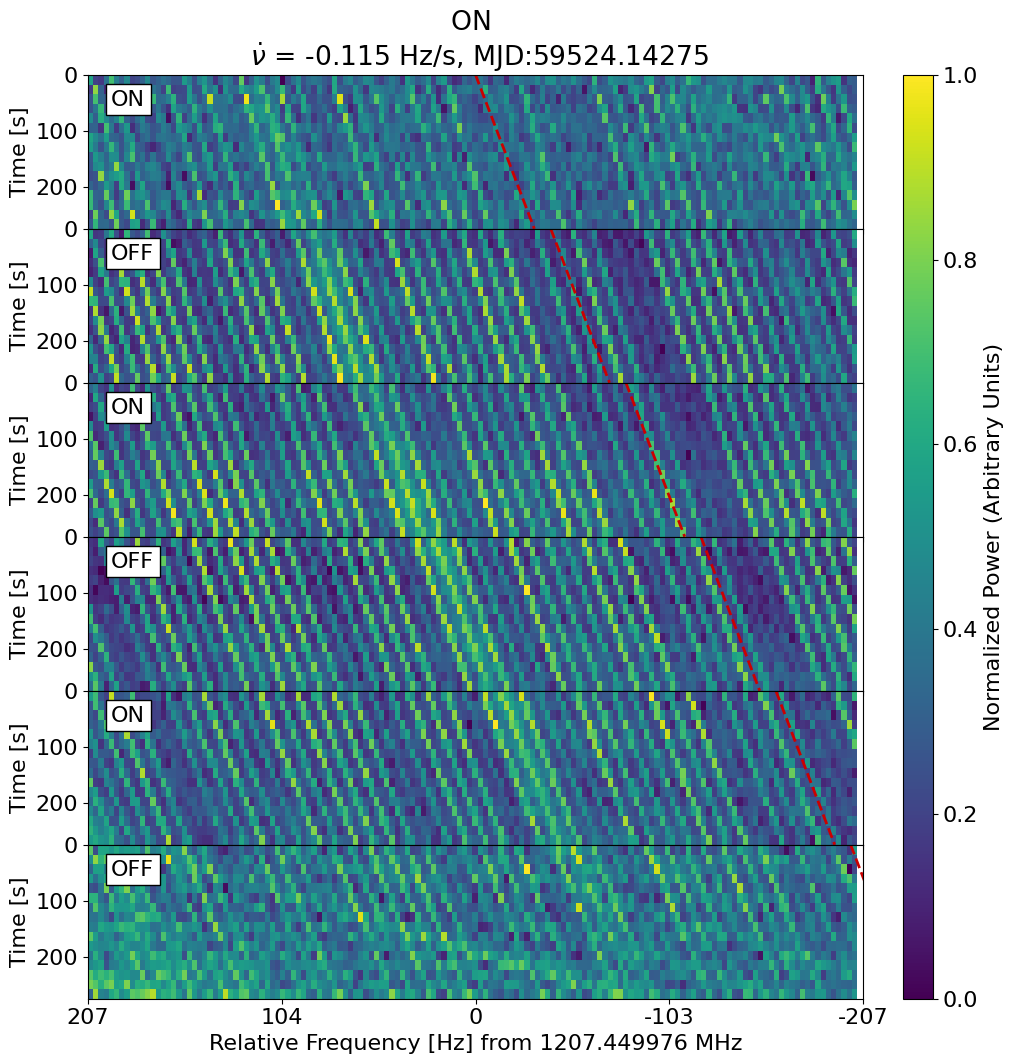 ON
ν̇ = -0.115 Hz/s, MJD:59524.14275
0
ON
100
200
Time [s]
0
OFF
100
200
Time [s]
0
ON
100
200
Time [s]
0
OFF
100
200
Time [s]
0
ON
100
200
Time [s]
0
OFF
100
200
Time [s]
207
104
0
-103
-207
Relative Frequency [Hz] from 1207.449976 MHz
1.0
0.8
0.6
0.4
0.2
0.0
Normalized Power (Arbitrary Units)